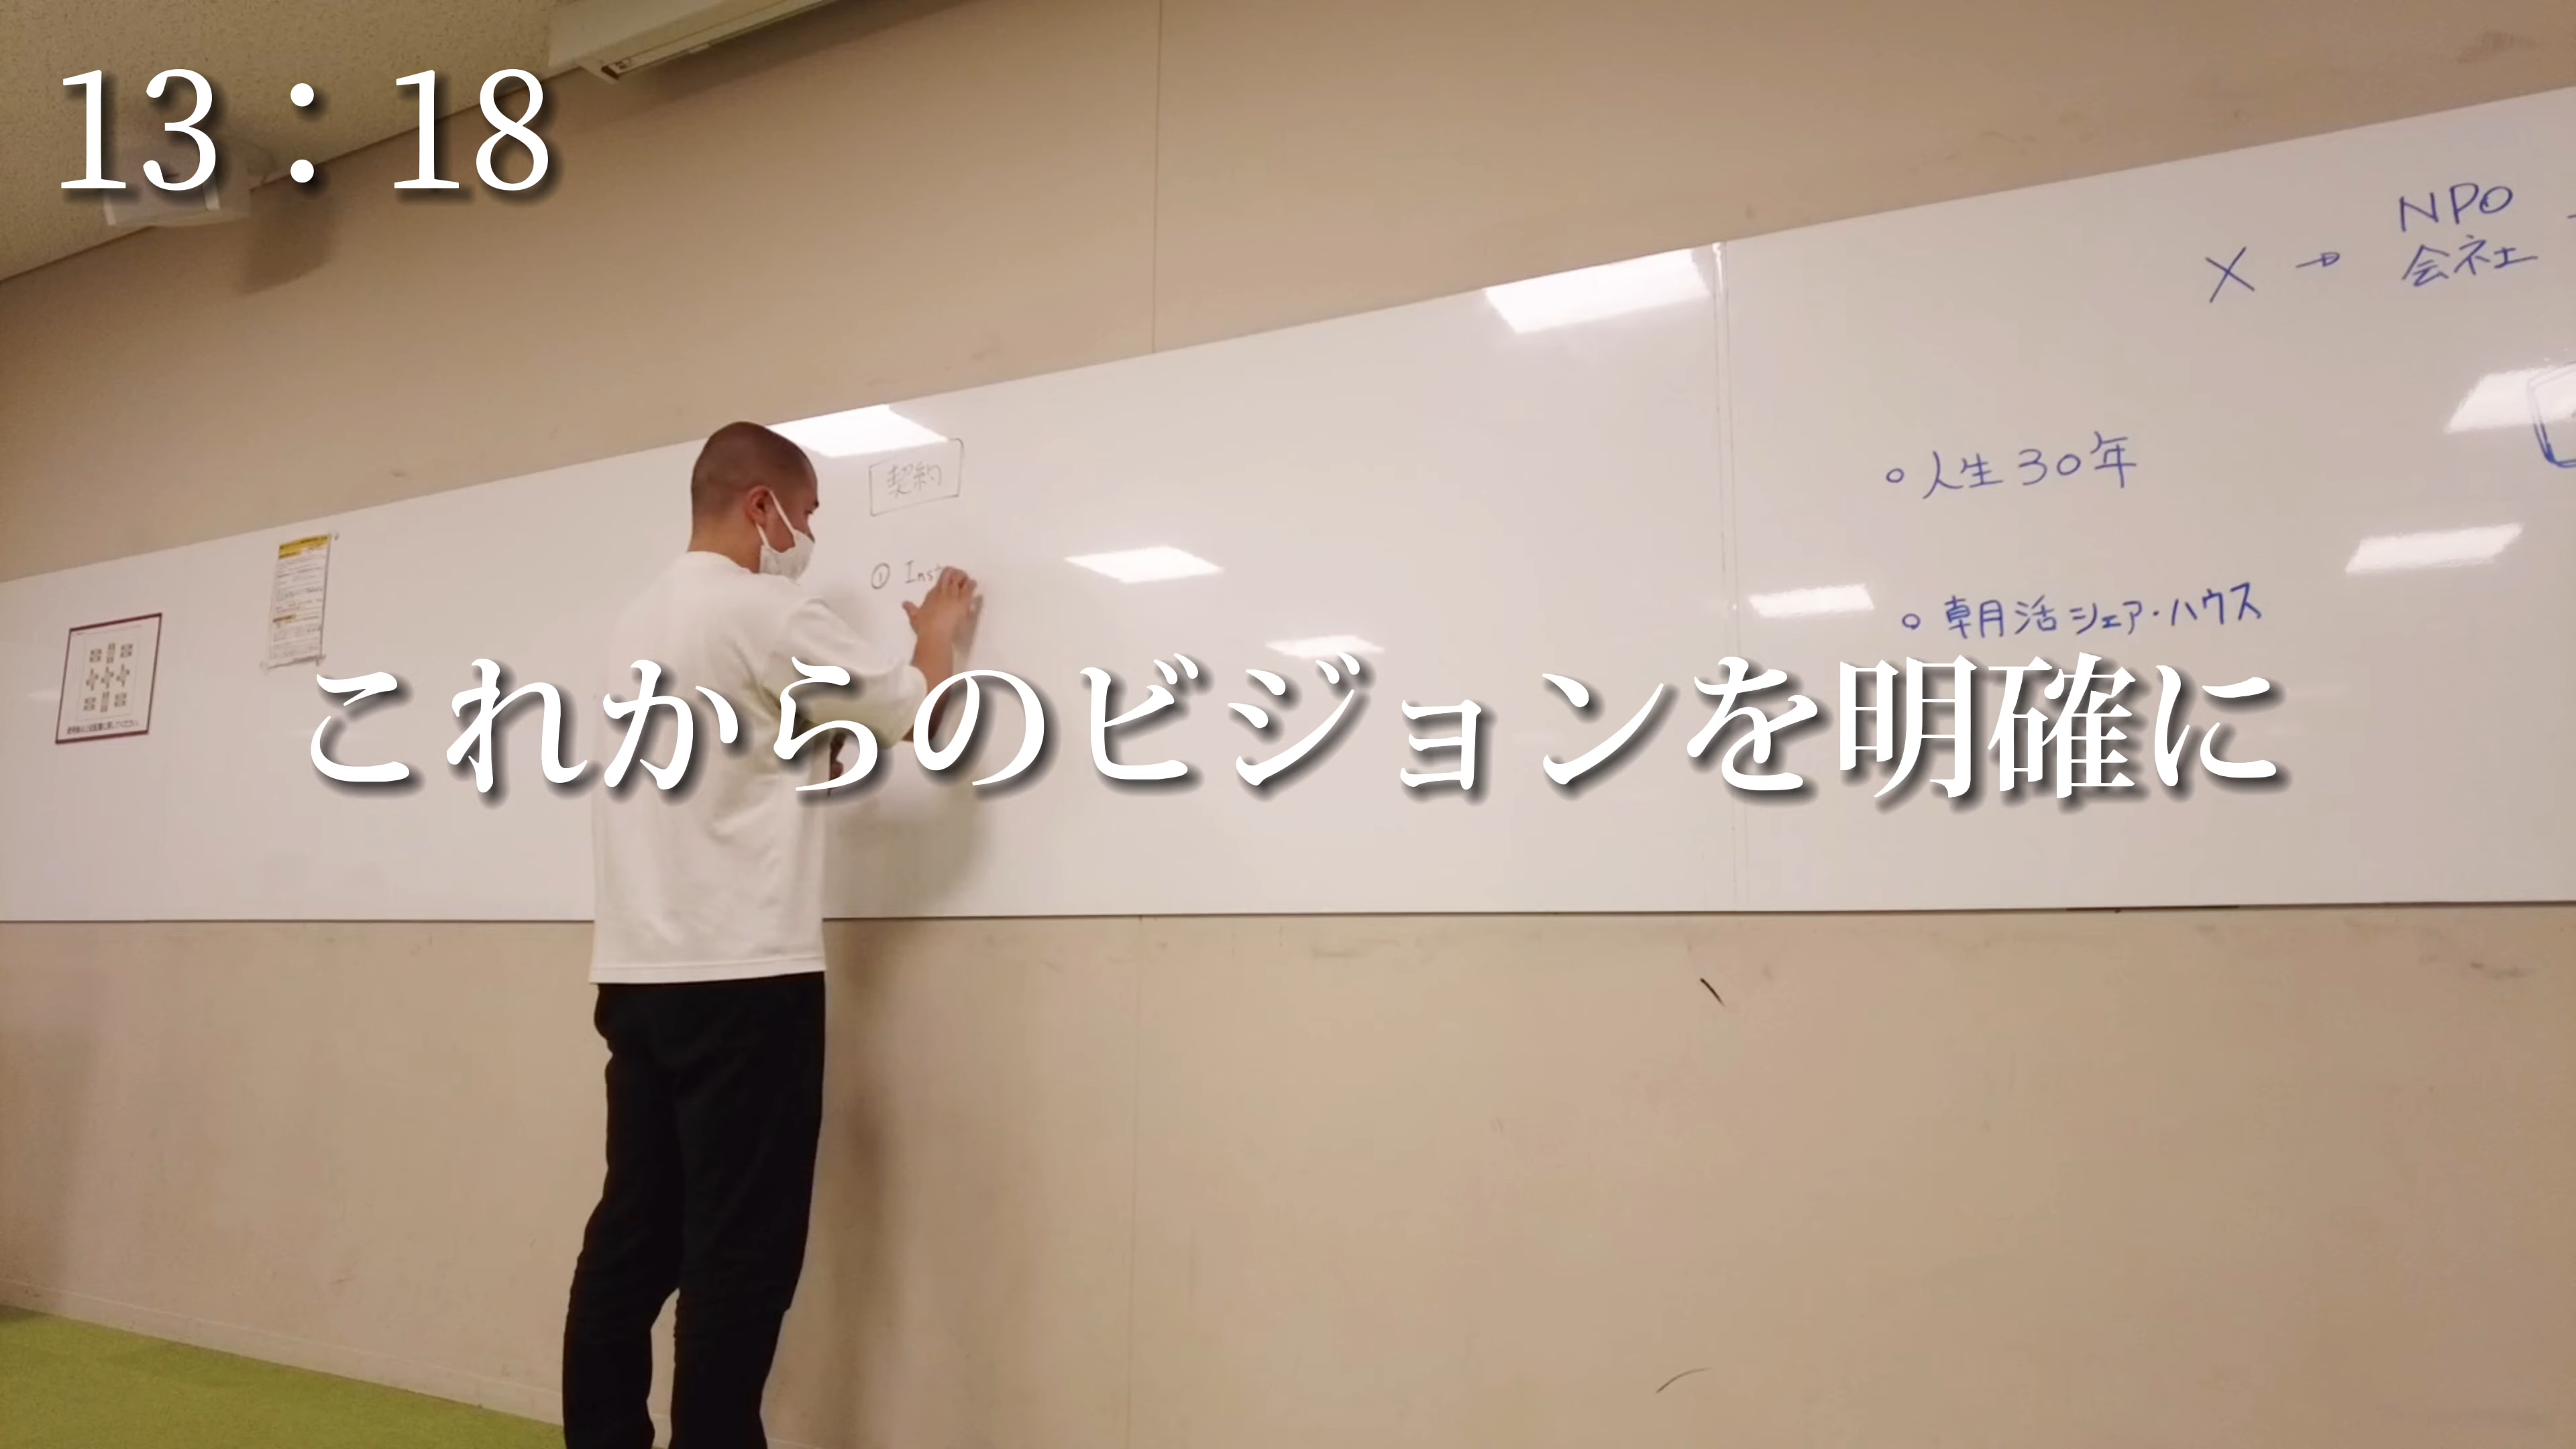 13：18
NPO
X → 会社
契約
○人生30年
① Inst
○ 朝活シェア・ハウス
これからのビジョンを明確に